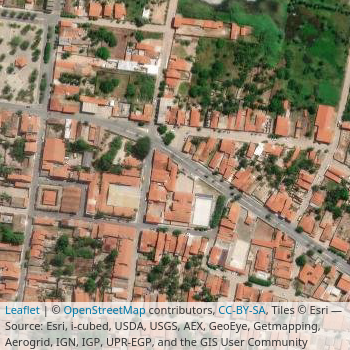 Leaflet | © OpenStreetMap contributors, CC-BY-SA, Tiles © Esri —
Source: Esri, i-cubed, USDA, USGS, AEX, GeoEye, Getmapping,
Aerogrid, IGN, IGP, UPR-EGP, and the GIS User Community